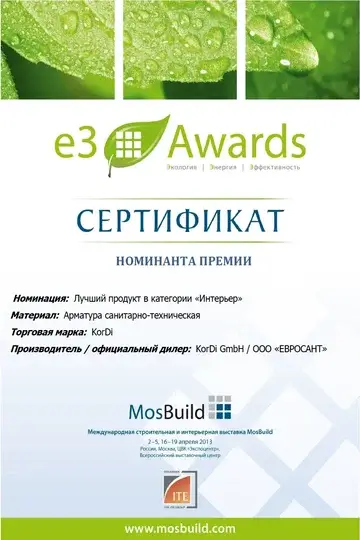 e3 Awards
Экология | Энергия | Эффективность
СЕРТИФИКАТ
НОМИНАНТА ПРЕМИИ
Номинация: Лучший продукт в категории «Интерьер»
Материал: Арматура санитарно-техническая
Торговая марка: KorDi
Производитель / официальный дилер: KorDi GmbH / ООО «ЕВРОСАНТ»
MosBuild
Международная строительная и интерьерная выставка MosBuild
2–5, 16–19 апреля 2013
Россия, Москва, ЦВК «Экспоцентр»,
Всероссийский выставочный центр
ITE
www.mosbuild.com